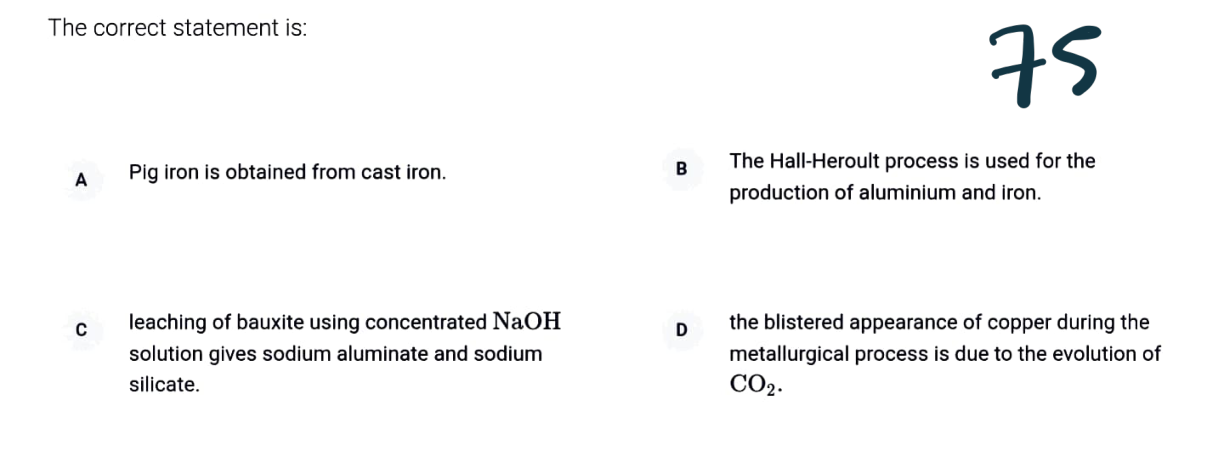 The correct statement is:
75
A
Pig iron is obtained from cast iron.
B
The Hall-Heroult process is used for the
production of aluminium and iron.
C
leaching of bauxite using concentrated NaOH
solution gives sodium aluminate and sodium
silicate.
D
the blistered appearance of copper during the
metallurgical process is due to the evolution of
CO₂.